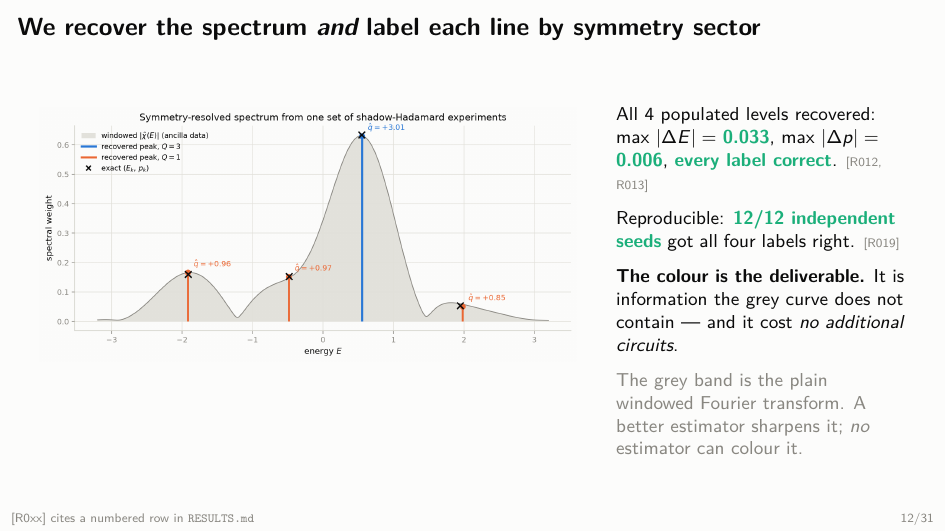 We recover the spectrum and label each line by symmetry sector
Symmetry-resolved spectrum from one set of shadow-Hadamard experiments
windowed |χ̂(E)| (ancilla data)
recovered peak, Q = 3
recovered peak, Q = 1
exact (Eₖ, pₖ)
q̂ = +3.01
q̂ = +0.96
q̂ = +0.97
q̂ = +0.85
spectral weight
0.6
0.5
0.4
0.3
0.2
0.1
0.0
−3 −2 −1 0 1 2 3
energy E
All 4 populated levels recovered:
max |ΔE| = 0.033, max |Δp| =
0.006, every label correct. [R012,
R013]
Reproducible: 12/12 independent
seeds got all four labels right. [R019]
The colour is the deliverable. It is
information the grey curve does not
contain — and it cost no additional
circuits.
The grey band is the plain
windowed Fourier transform. A
better estimator sharpens it; no
estimator can colour it.
[R0xx] cites a numbered row in RESULTS.md
12/31